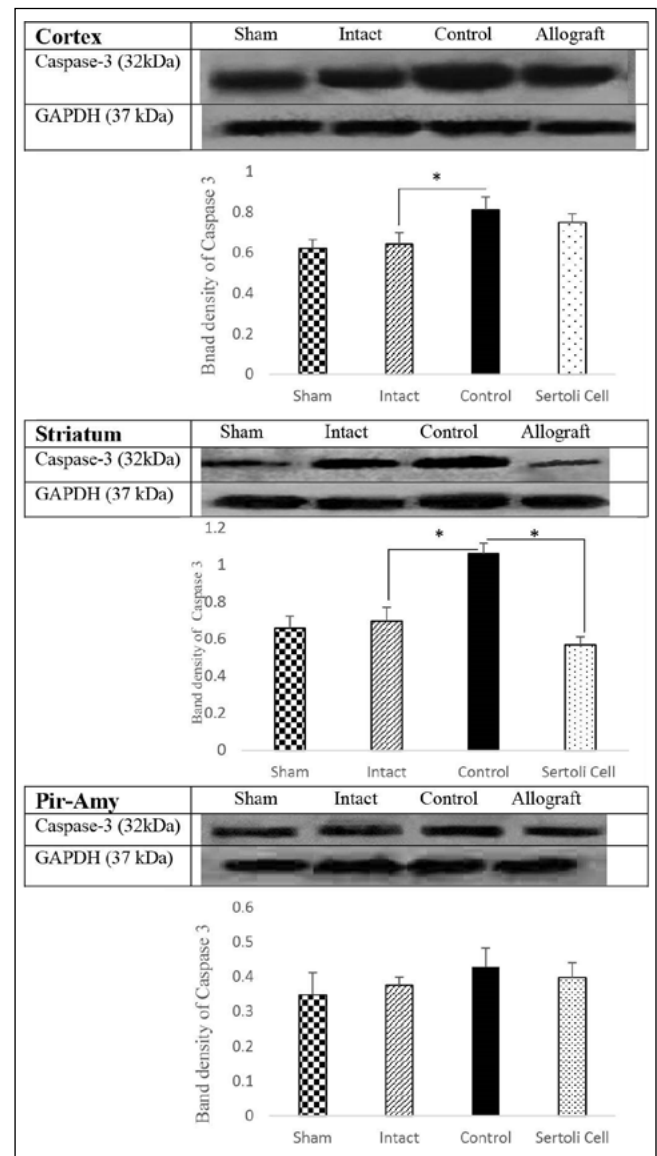 Cortex Sham Intact Control Allograft
Caspase-3 (32kDa)
GAPDH (37 kDa)
Bnad density of Caspase 3
1
0.8
0.6
0.4
0.2
0
*
Sham Intact Control Sertoli Cell
Striatum Sham Intact Control Allograft
Caspase-3 (32kDa)
GAPDH (37 kDa)
Band density of Caspase 3
1.2
1
0.8
0.6
0.4
0.2
0
* *
Sham Intact Control Sertoli Cell
Pir-Amy Sham Intact Control Allograft
Caspase-3 (32kDa)
GAPDH (37 kDa)
Band density of Caspase 3
0.6
0.5
0.4
0.3
0.2
0.1
0
Sham Intact Control Sertoli Cell